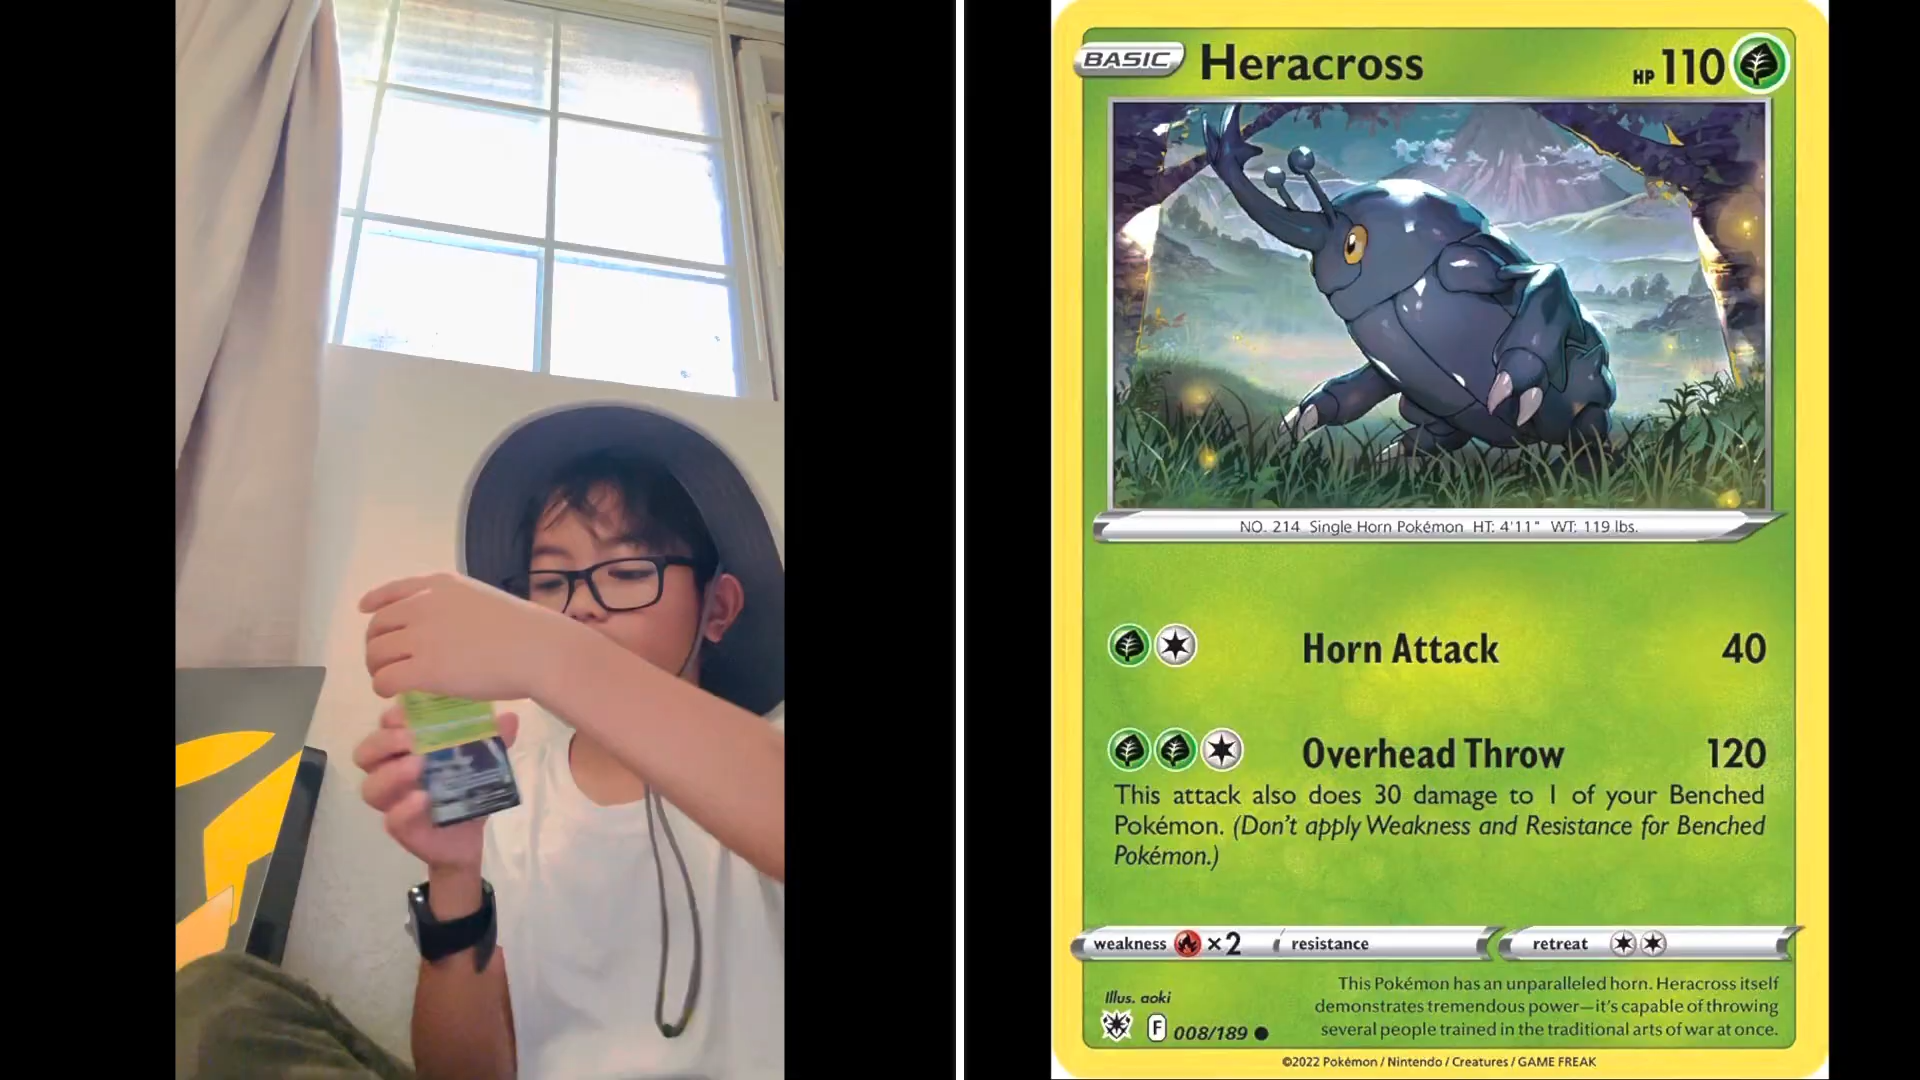 BASIC Heracross HP 110
NO. 214 Single Horn Pokémon HT: 4'11" WT: 119 lbs.
Horn Attack 40
Overhead Throw 120
This attack also does 30 damage to 1 of your Benched
Pokémon. (Don't apply Weakness and Resistance for Benched
Pokémon.)
weakness ×2 resistance retreat
This Pokémon has an unparalleled horn. Heracross itself
demonstrates tremendous power—it's capable of throwing
several people trained in the traditional arts of war at once.
Illus. aoki
F 008/189
©2022 Pokémon / Nintendo / Creatures / GAME FREAK